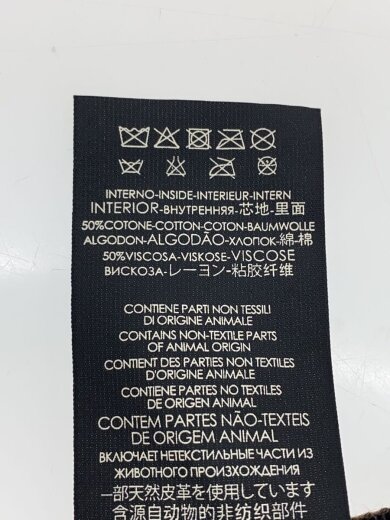 INTERNO-INSIDE-INTERIEUR-INTERN
INTERIOR-ВНУТРЕННЯЯ-芯地-里面
50%COTONE-COTTON-COTON-BAUMWOLLE
ALGODON-ALGODÃO-ХЛОПОК-綿-棉
50%VISCOSA-VISKOSE-VISCOSE
ВИСКОЗА-レーヨン-粘胶纤维
CONTIENE PARTI NON TESSILI
DI ORIGINE ANIMALE
CONTAINS NON-TEXTILE PARTS
OF ANIMAL ORIGIN
CONTIENT DES PARTIES NON TEXTILES
D'ORIGINE ANIMALE
CONTIENE PARTES NO TEXTILES
DE ORIGEN ANIMAL
CONTEM PARTES NÃO-TEXTEIS
DE ORIGEM ANIMAL
ВКЛЮЧАЕТ НЕТЕКСТИЛЬНЫЕ ЧАСТИ ИЗ
ЖИВОТНОГО ПРОИЗХОЖДЕНИЯ
一部天然皮革を使用しています
含源自动物的非纺织部件